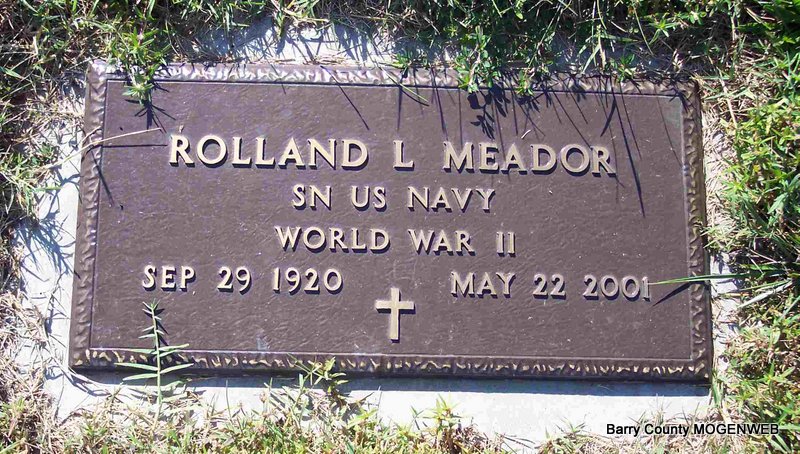 ROLLAND L MEADOR
SN US NAVY
WORLD WAR II
SEP 29 1920 MAY 22 2001
Barry County MOGENWEB